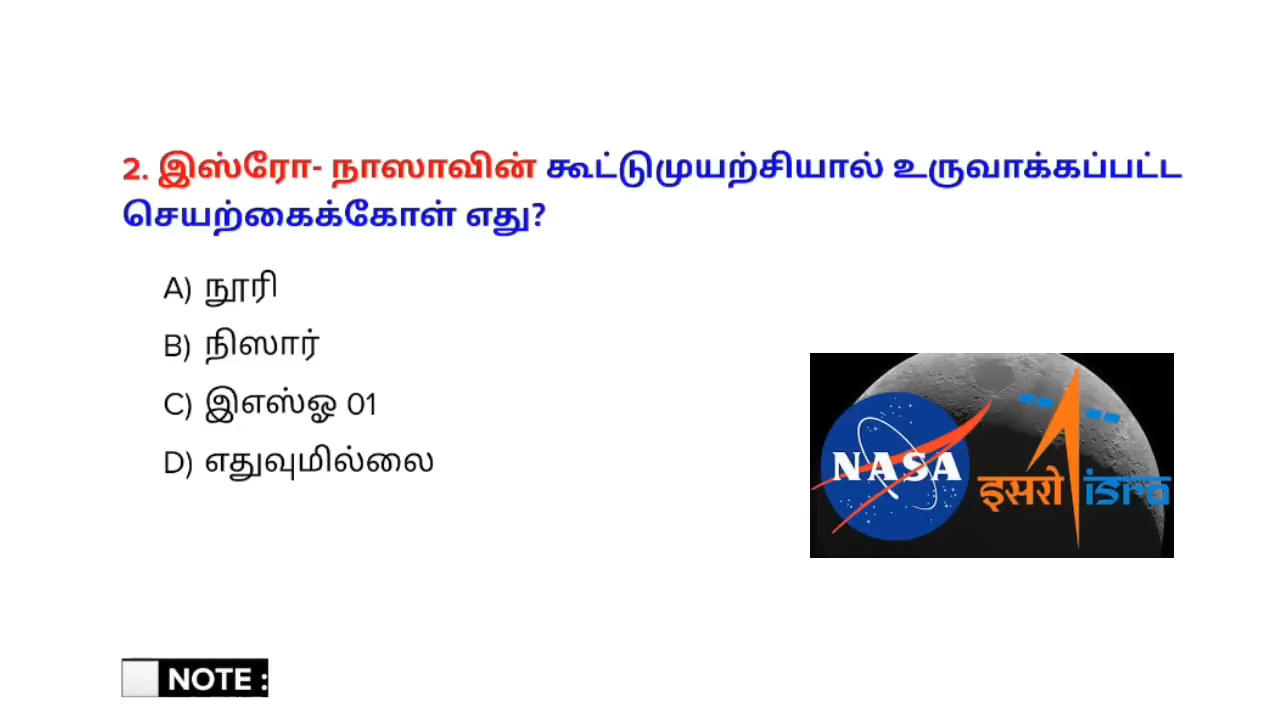 2. இஸ்ரோ- நாஸாவின் கூட்டுமுயற்சியால் உருவாக்கப்பட்ட
செயற்கைக்கோள் எது?
A) நூரி
B) நிஸார்
C) இஎஸ்ஓ 01
D) எதுவுமில்லை
NASA
इसरो isro
NOTE :